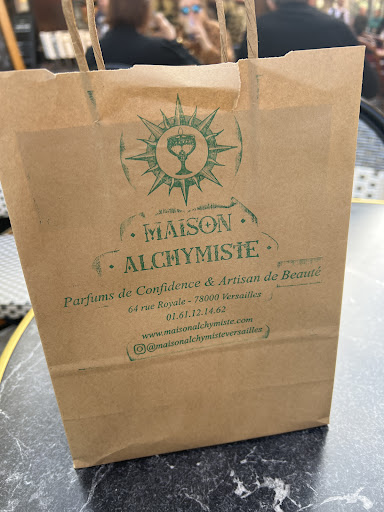 MAISON
· ALCHYMISTE ·
Parfums de Confidence & Artisan de Beauté
64 rue Royale - 78000 Versailles
01.61.12.14.62
www.maisonalchymiste.com
@maisonalchymisteversailles